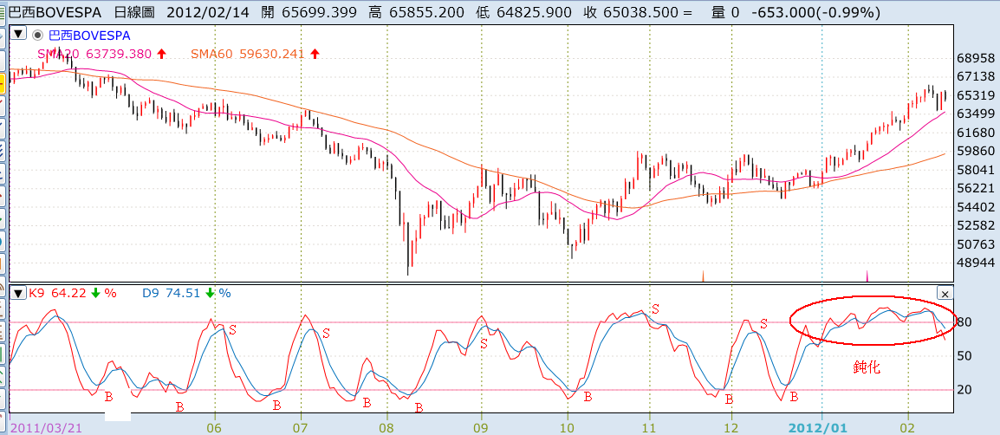 巴西BOVESPA 日線圖 2012/02/14 開 65699.399 高 65855.200 低 64825.900 收 65038.500 = 量 0 -653.000(-0.99%)
巴西BOVESPA
SMA20 63739.380 SMA60 59630.241
68958
67138
65319
63499
61680
59860
58041
56221
54402
52582
50763
48944
K9 64.22 % D9 74.51 %
S
S
S
S
S
80
50
鈍化
20
B
B
B
B
B
B
B
B
2011/03/21 06 07 08 09 10 11 12 2012/01 02